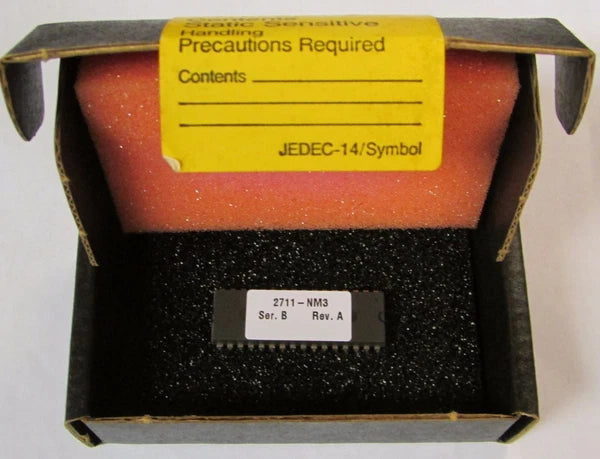 Static Sensitive
Handling
Precautions Required
Contents
JEDEC-14/Symbol
2711-NM3
Ser. B Rev. A